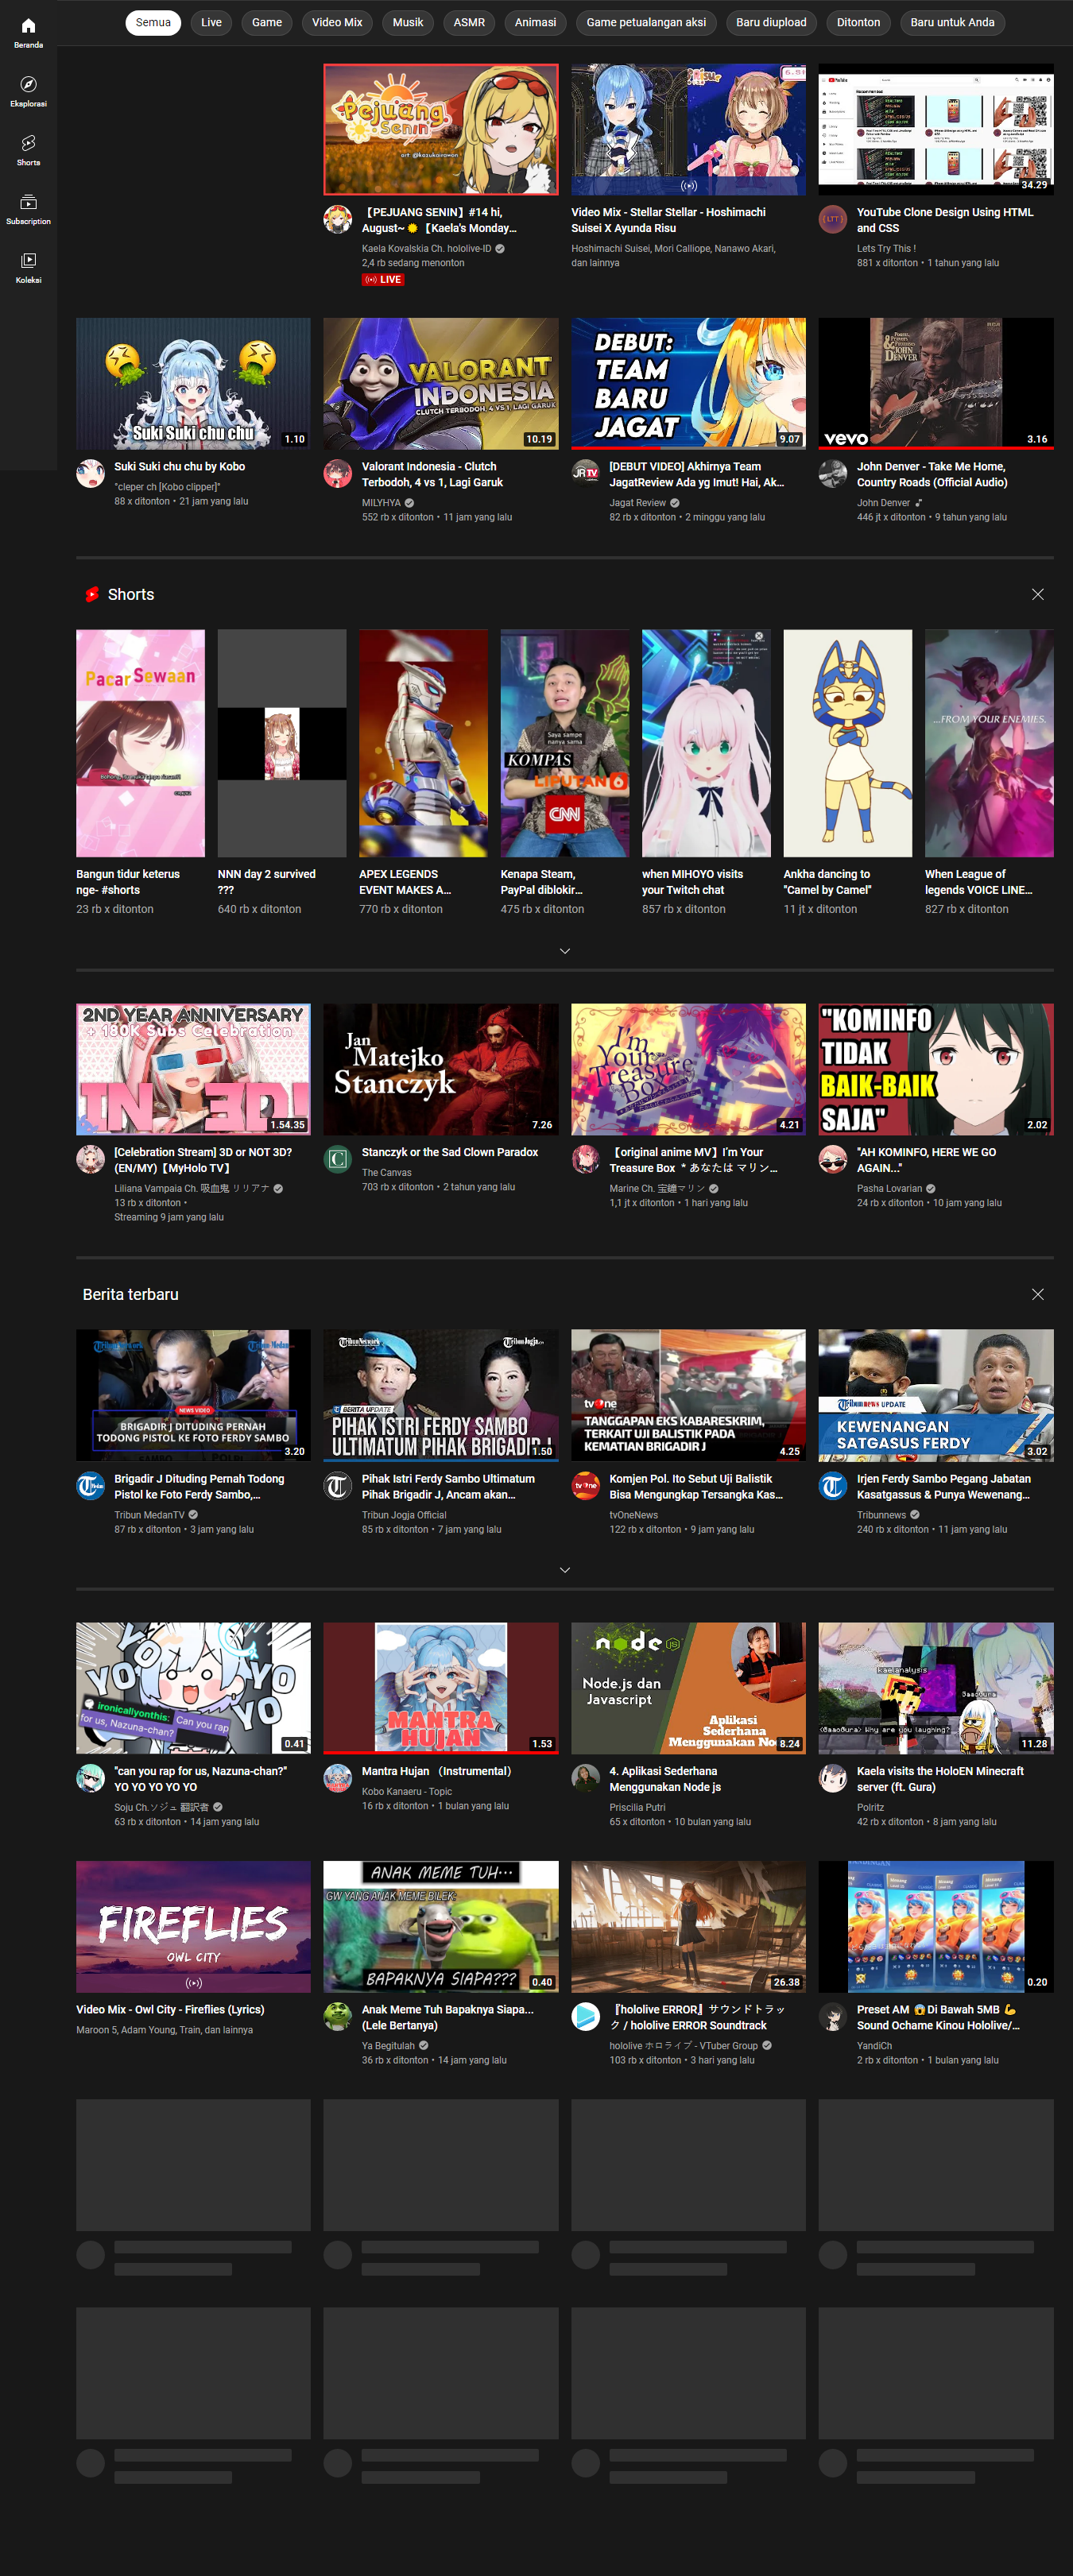 Semua
Live
Game
Video Mix
Musik
ASMR
Animasi
Game petualangan aksi
Baru diupload
Ditonton
Baru untuk Anda
Beranda
Eksplorasi
Shorts
Subscription
Koleksi
Pejuang
Senin
art: @kazukairawan
34.29
【PEJUANG SENIN】#14 hi,
August~ 🌻 【Kaela's Monday...
Kaela Kovalskia Ch. hololive-ID
2,4 rb sedang menonton
LIVE
Video Mix - Stellar Stellar - Hoshimachi
Suisei X Ayunda Risu
Hoshimachi Suisei, Mori Calliope, Nanawo Akari,
dan lainnya
LTT
YouTube Clone Design Using HTML
and CSS
Lets Try This !
881 x ditonton • 1 tahun yang lalu
Suki Suki chu chu
1.10
VALORANT
INDONESIA
CLUTCH TERBODOH, 4 VS 1, LAGI GARUK
10.19
DEBUT:
TEAM
BARU
JAGAT
9.07
JOHN DENVER
vevo
3.16
Suki Suki chu chu by Kobo
"cleper ch [Kobo clipper]"
88 x ditonton • 21 jam yang lalu
Valorant Indonesia - Clutch
Terbodoh, 4 vs 1, Lagi Garuk
MILYHYA
552 rb x ditonton • 11 jam yang lalu
JRTV
[DEBUT VIDEO] Akhirnya Team
JagatReview Ada yg Imut! Hai, Ak...
Jagat Review
82 rb x ditonton • 2 minggu yang lalu
John Denver - Take Me Home,
Country Roads (Official Audio)
John Denver
446 jt x ditonton • 9 tahun yang lalu
Shorts
Pacar Sewaan
Saya sampe
nanya sama
KOMPAS
LIPUTAN 6
CNN
...FROM YOUR ENEMIES.
Bangun tidur keterus
nge- #shorts
23 rb x ditonton
NNN day 2 survived
???
640 rb x ditonton
APEX LEGENDS
EVENT MAKES A...
770 rb x ditonton
Kenapa Steam,
PayPal diblokir...
475 rb x ditonton
when MIHOYO visits
your Twitch chat
857 rb x ditonton
Ankha dancing to
"Camel by Camel"
11 jt x ditonton
When League of
legends VOICE LINE...
827 rb x ditonton
2ND YEAR ANNIVERSARY
+ 180K Subs Celebration
IN 3D!
1.54.35
Jan
Matejko
Stanczyk
7.26
I'm
Your
Treasure
Box
4.21
"KOMINFO
TIDAK
BAIK-BAIK
SAJA"
2.02
[Celebration Stream] 3D or NOT 3D?
(EN/MY)【MyHolo TV】
Liliana Vampaia Ch. 吸血鬼 リリアナ
13 rb x ditonton •
Streaming 9 jam yang lalu
Stanczyk or the Sad Clown Paradox
The Canvas
703 rb x ditonton • 2 tahun yang lalu
【original anime MV】I'm Your
Treasure Box ＊あなたは マリン...
Marine Ch. 宝鐘マリン
1,1 jt x ditonton • 1 hari yang lalu
"AH KOMINFO, HERE WE GO
AGAIN..."
Pasha Lovarian
24 rb x ditonton • 10 jam yang lalu
Berita terbaru
NEWS VIDEO
BRIGADIR J DITUDING PERNAH
TODONG PISTOL KE FOTO FERDY SAMBO
3.20
TribunNetwork
TribunJogja.com
BERITA UPDATE
PIHAK ISTRI FERDY SAMBO
ULTIMATUM PIHAK BRIGADIR J
1.50
tvOne
TANGGAPAN EKS KABARESKRIM,
TERKAIT UJI BALISTIK PADA
KEMATIAN BRIGADIR J
4.25
Tribunnews UPDATE
KEWENANGAN
SATGASUS FERDY
3.02
Brigadir J Dituding Pernah Todong
Pistol ke Foto Ferdy Sambo,...
Tribun MedanTV
87 rb x ditonton • 3 jam yang lalu
Pihak Istri Ferdy Sambo Ultimatum
Pihak Brigadir J, Ancam akan...
Tribun Jogja Official
85 rb x ditonton • 7 jam yang lalu
tvOne
Komjen Pol. Ito Sebut Uji Balistik
Bisa Mengungkap Tersangka Kas...
tvOneNews
122 rb x ditonton • 9 jam yang lalu
Irjen Ferdy Sambo Pegang Jabatan
Kasatgassus & Punya Wewenang...
Tribunnews
240 rb x ditonton • 11 jam yang lalu
YO YO YO YO
ironicallyonthis: Can you rap
for us, Nazuna-chan? Can you rap
0.41
MANTRA
HUJAN
1.53
node JS
Node.js dan
Javascript
Aplikasi
Sederhana
Menggunakan No
8.24
kaelanalysis
GawrGura
<GawrGura> Why are you laughing?
11.28
"can you rap for us, Nazuna-chan?"
YO YO YO YO YO
Soju Ch.ソジュ 翻訳者
63 rb x ditonton • 14 jam yang lalu
Mantra Hujan （Instrumental）
Kobo Kanaeru - Topic
16 rb x ditonton • 1 bulan yang lalu
4. Aplikasi Sederhana
Menggunakan Node js
Priscilia Putri
65 x ditonton • 10 bulan yang lalu
Kaela visits the HoloEN Minecraft
server (ft. Gura)
Polritz
42 rb x ditonton • 8 jam yang lalu
FIREFLIES
OWL CITY
ANAK MEME TUH...
GW YANG ANAK MEME BILEK:
BAPAKNYA SIAPA???
0.40
26.38
0.20
Video Mix - Owl City - Fireflies (Lyrics)
Maroon 5, Adam Young, Train, dan lainnya
Anak Meme Tuh Bapaknya Siapa...
(Lele Bertanya)
Ya Begitulah
36 rb x ditonton • 14 jam yang lalu
『hololive ERROR』サウンドトラッ
ク / hololive ERROR Soundtrack
hololive ホロライブ - VTuber Group
103 rb x ditonton • 3 hari yang lalu
Preset AM 😱Di Bawah 5MB 💪
Sound Ochame Kinou Hololive/...
YandiCh
2 rb x ditonton • 1 bulan yang lalu